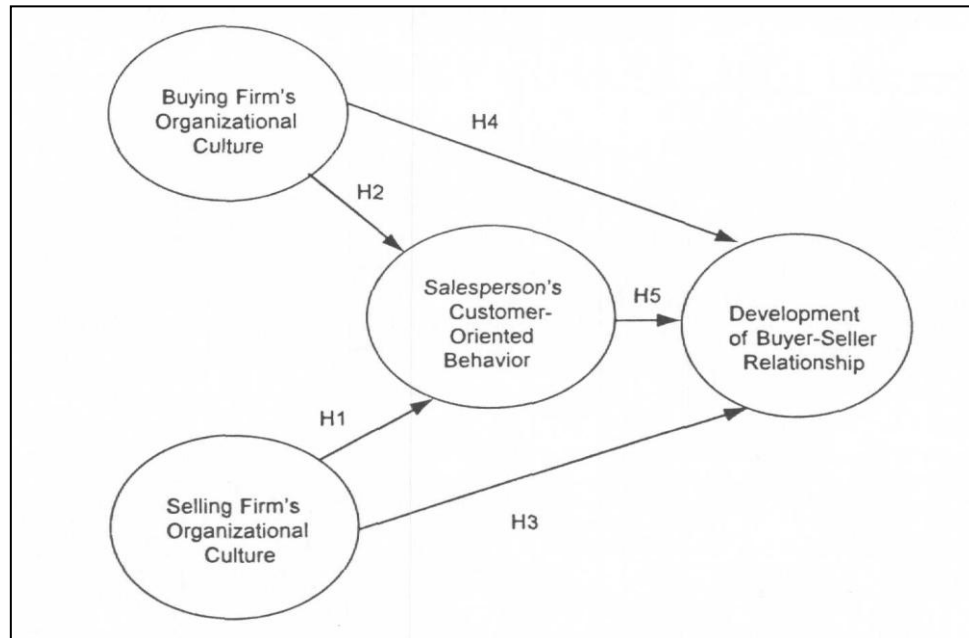 Buying Firm's
Organizational
Culture
H4
H2
Salesperson's
Customer-
Oriented
Behavior
H5
Development
of Buyer-Seller
Relationship
H1
Selling Firm's
Organizational
Culture
H3